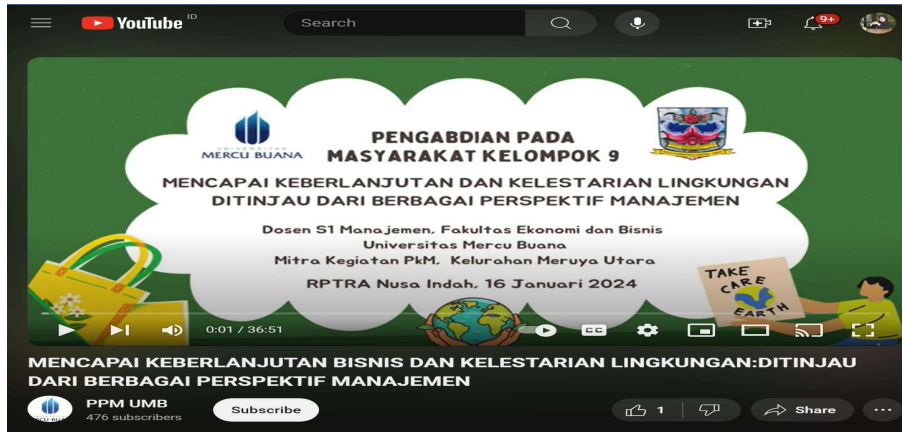 YouTube ID
Search
9+
UNIVERSITAS
MERCU BUANA
PENGABDIAN PADA
MASYARAKAT KELOMPOK 9
MENCAPAI KEBERLANJUTAN DAN KELESTARIAN LINGKUNGAN
DITINJAU DARI BERBAGAI PERSPEKTIF MANAJEMEN
Dosen S1 Manajemen, Fakultas Ekonomi dan Bisnis
Universitas Mercu Buana
Mitra Kegiatan PkM, Kelurahan Meruya Utara
RPTRA Nusa Indah, 16 Januari 2024
TAKE
CARE
EARTH
0:01 / 36:51
CC
MENCAPAI KEBERLANJUTAN BISNIS DAN KELESTARIAN LINGKUNGAN:DITINJAU
DARI BERBAGAI PERSPEKTIF MANAJEMEN
PPM UMB
476 subscribers
Subscribe
1
Share